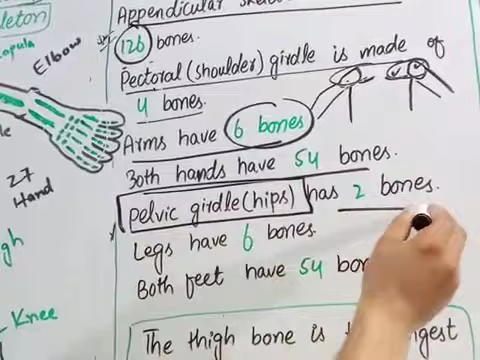 Appendicular
126 bones.
Pectoral (shoulder) girdle is made of
4 bones.
Arms have 6 bones
Both hands have 54 bones.
Pelvic girdle (hips) has 2 bones.
Legs have 6 bones.
Both feet have 54
The thigh bone is
Elbow
27
Hand
Knee